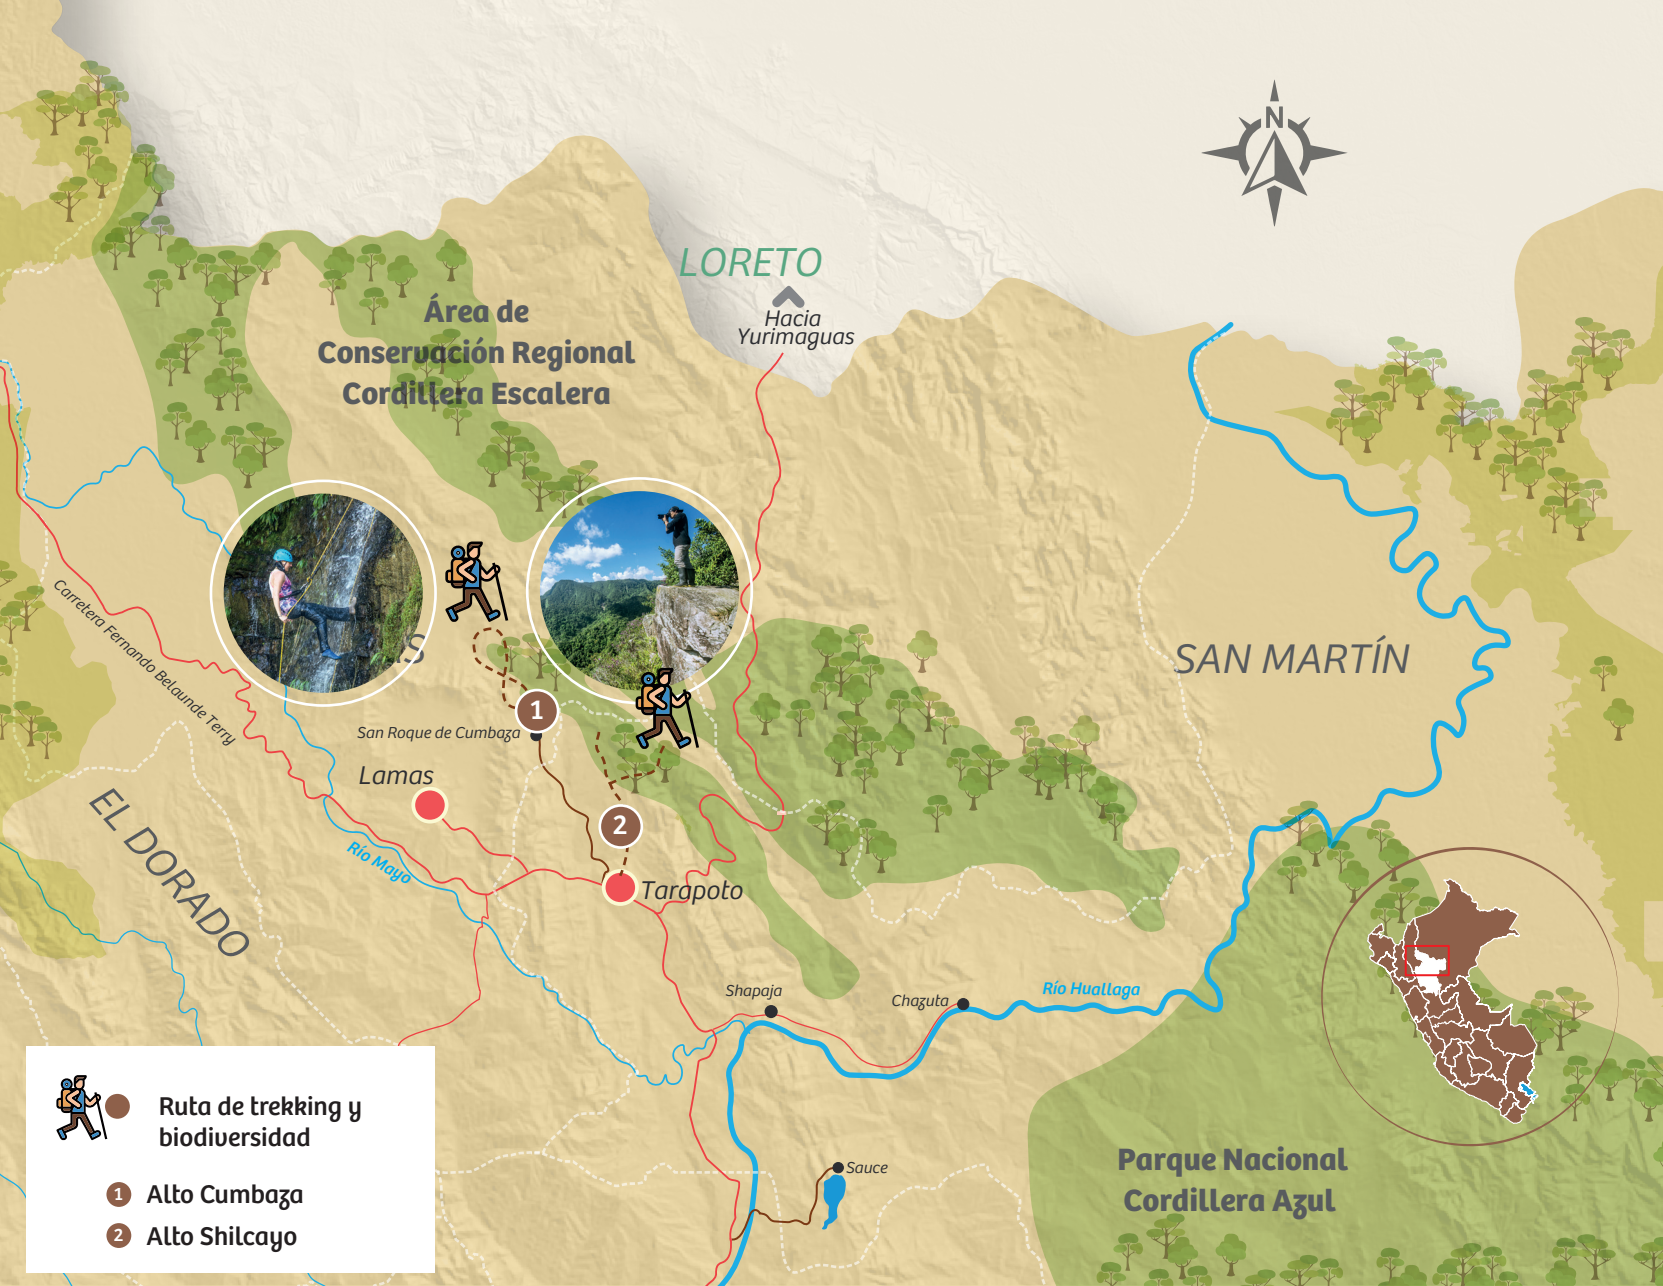 N
LORETO
Hacia
Yurimaguas
Área de
Conservación Regional
Cordillera Escalera
Carretera Fernando Belaunde Terry
SAN MARTÍN
1
San Roque de Cumbaza
Lamas
2
EL DORADO
Río Mayo
Tarapoto
Shapaja
Chazuta
Río Huallaga
Sauce
Parque Nacional
Cordillera Azul
Ruta de trekking y
biodiversidad
1 Alto Cumbaza
2 Alto Shilcayo